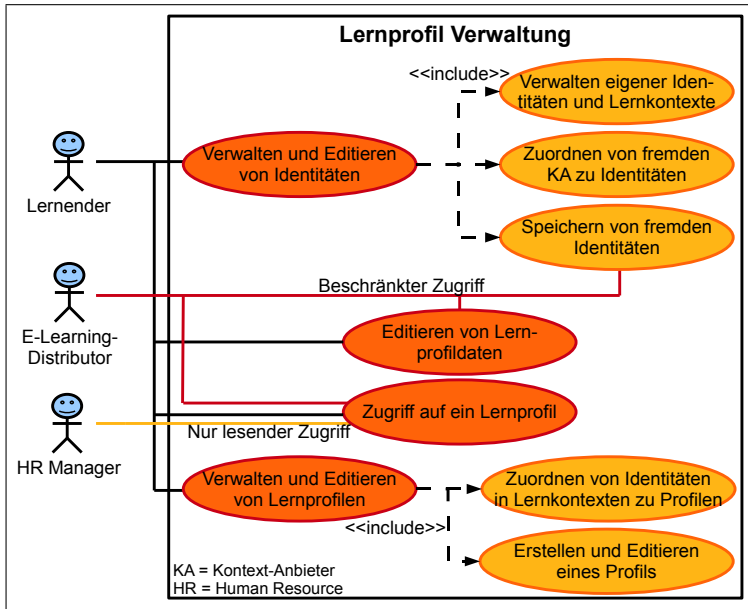 Lernprofil Verwaltung
<<include>>
Verwalten eigener Iden-
titäten und Lernkontexte
Verwalten und Editieren
von Identitäten
Zuordnen von fremden
KA zu Identitäten
Lernender
Speichern von fremden
Identitäten
Beschränkter Zugriff
E-Learning-
Distributor
Editieren von Lern-
profildaten
Zugriff auf ein Lernprofil
Nur lesender Zugriff
HR Manager
Verwalten und Editieren
von Lernprofilen
Zuordnen von Identitäten
in Lernkontexten zu Profilen
<<include>>
Erstellen und Editieren
eines Profils
KA = Kontext-Anbieter
HR = Human Resource